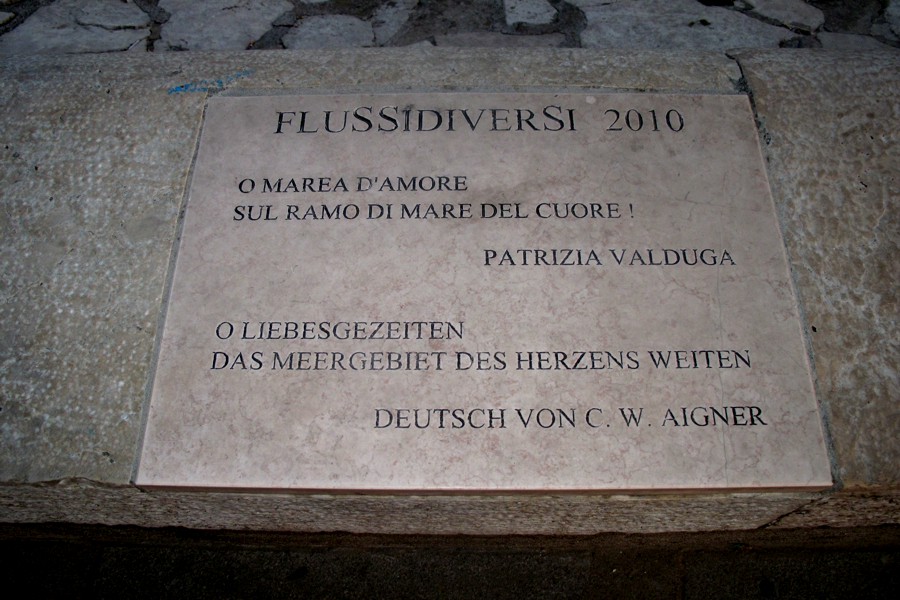 FLUSSIDIVERSI 2010
O MAREA D'AMORE
SUL RAMO DI MARE DEL CUORE !
PATRIZIA VALDUGA
O LIEBESGEZEITEN
DAS MEERGEBIET DES HERZENS WEITEN
DEUTSCH VON C. W. AIGNER